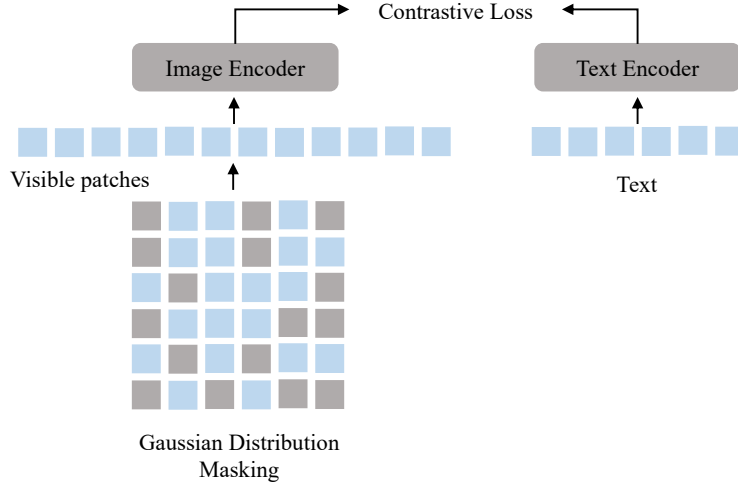 Contrastive Loss
Image Encoder
Text Encoder
Visible patches
Text
Gaussian Distribution
Masking